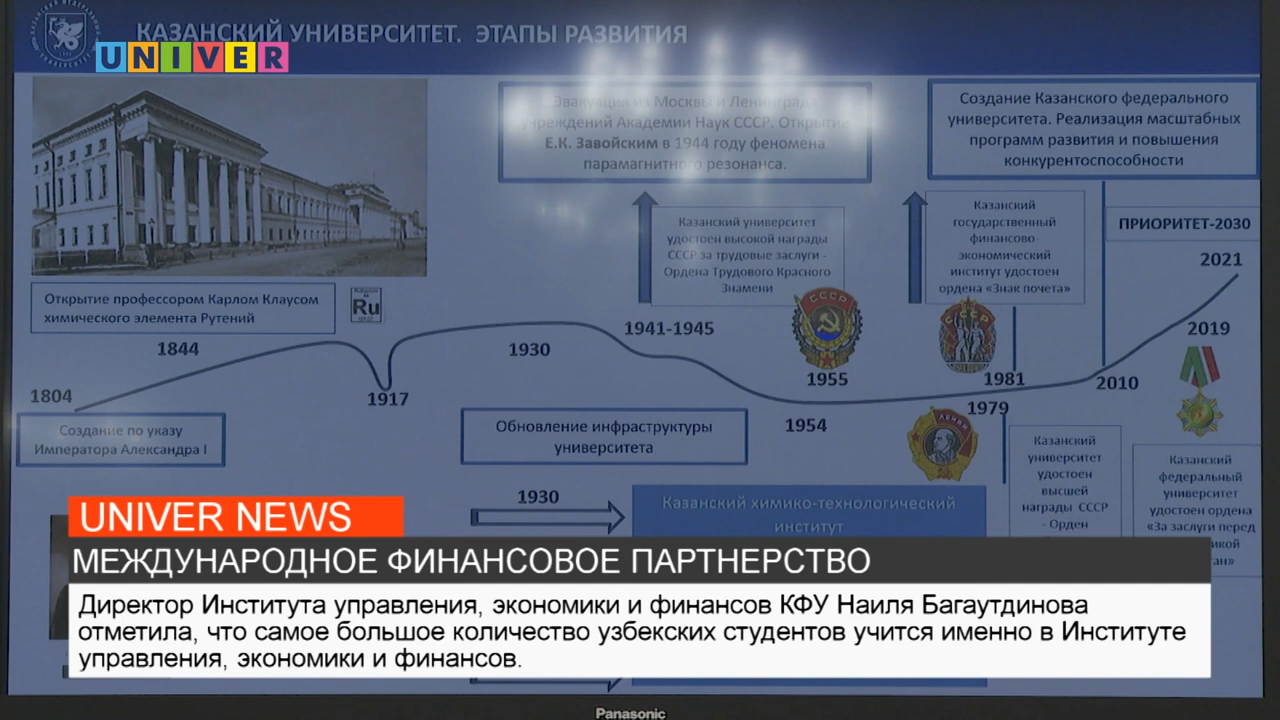 КАЗАНСКИЙ УНИВЕРСИТЕТ. ЭТАПЫ РАЗВИТИЯ
UNIVER
Эвакуация из Москвы и Ленинграда
учреждений Академии Наук СССР. Открытие
Е.К. Завойским в 1944 году феномена
парамагнитного резонанса.
Создание Казанского федерального
университета. Реализация масштабных
программ развития и повышения
конкурентоспособности
Казанский университет
удостоен высокой награды
СССР за трудовые заслуги -
Ордена Трудового Красного
Знамени
Казанский
государственный
финансово-
экономический
институт удостоен
ордена «Знак почета»
ПРИОРИТЕТ-2030
2021
Открытие профессором Карлом Клаусом
химического элемента Рутений
Ru
СССР
1941-1945
2019
1844
1930
1955
1981
2010
1804
1917
1979
1954
Создание по указу
Императора Александра I
Обновление инфраструктуры
университета
ЛЕНИН
Казанский
университет
удостоен
высшей
награды СССР
- Орден
Казанский
федеральный
университет
удостоен ордена
«За заслуги перед
1930
Казанский химико-технологический
институт
UNIVER NEWS
МЕЖДУНАРОДНОЕ ФИНАНСОВОЕ ПАРТНЕРСТВО
Директор Института управления, экономики и финансов КФУ Наиля Багаутдинова
отметила, что самое большое количество узбекских студентов учится именно в Институте
управления, экономики и финансов.
Panasonic